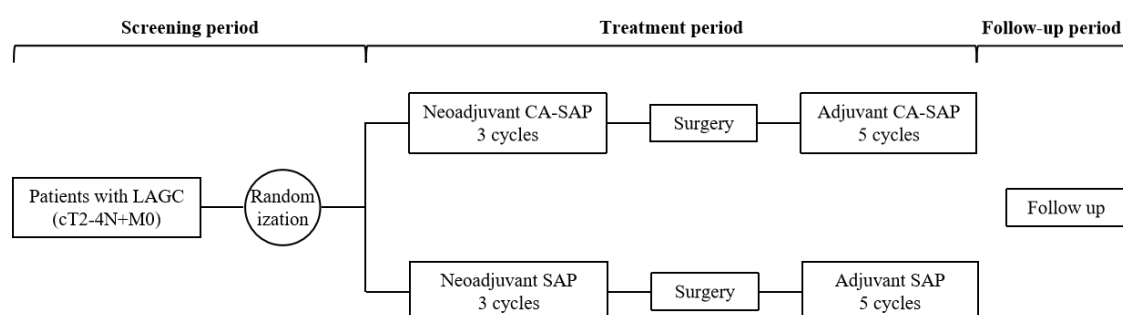 Screening period
Treatment period
Follow-up period
Neoadjuvant CA-SAP
3 cycles
Surgery
Adjuvant CA-SAP
5 cycles
Patients with LAGC
(cT2-4N+M0)
Random
ization
Follow up
Neoadjuvant SAP
3 cycles
Surgery
Adjuvant SAP
5 cycles